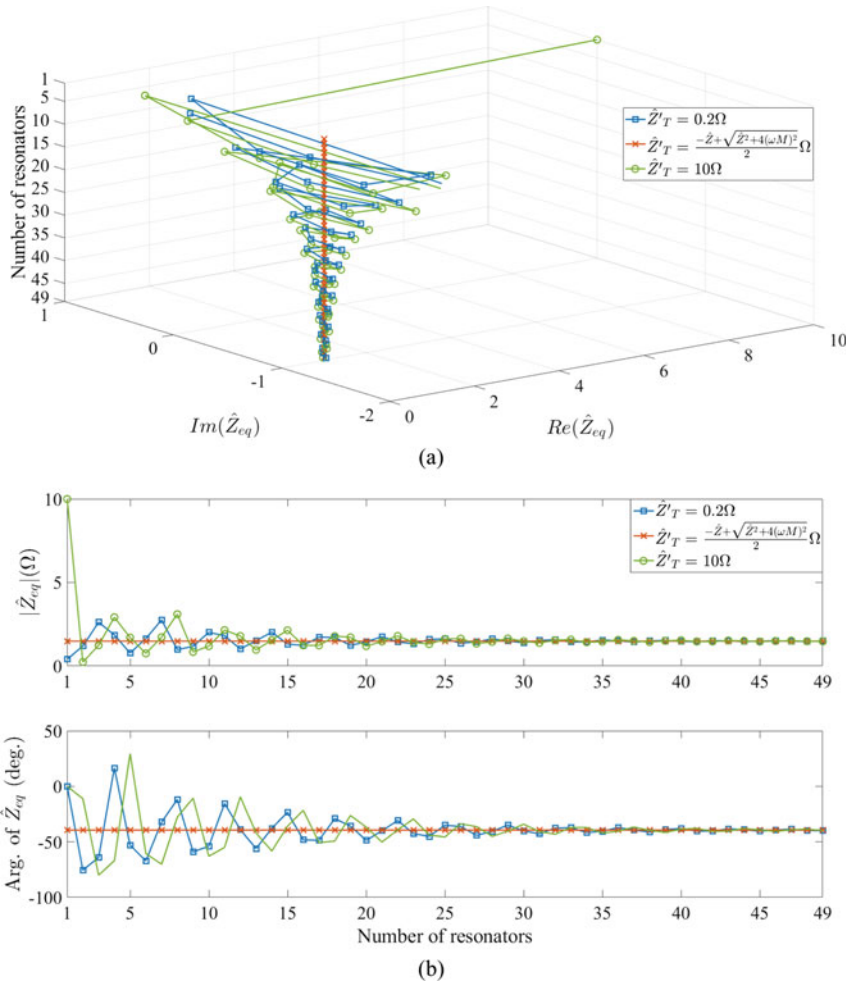 1
5
10
15
20
25
30
35
40
45
49
Number of resonators
1
0
-1
-2
Im(Ẑ_eq)
0
2
4
6
8
10
Re(Ẑ_eq)
Ẑ'_T = 0.2Ω
Ẑ'_T = (-Ẑ+√(Ẑ²+4(ωM)²))/2 Ω
Ẑ'_T = 10Ω
(a)
10
5
0
|Ẑ_eq|(Ω)
Ẑ'_T = 0.2Ω
Ẑ'_T = (-Ẑ+√(Ẑ²+4(ωM)²))/2 Ω
Ẑ'_T = 10Ω
1 5 10 15 20 25 30 35 40 45 49
50
0
-50
-100
Arg. of Ẑ_eq (deg.)
1 5 10 15 20 25 30 35 40 45 49
Number of resonators
(b)